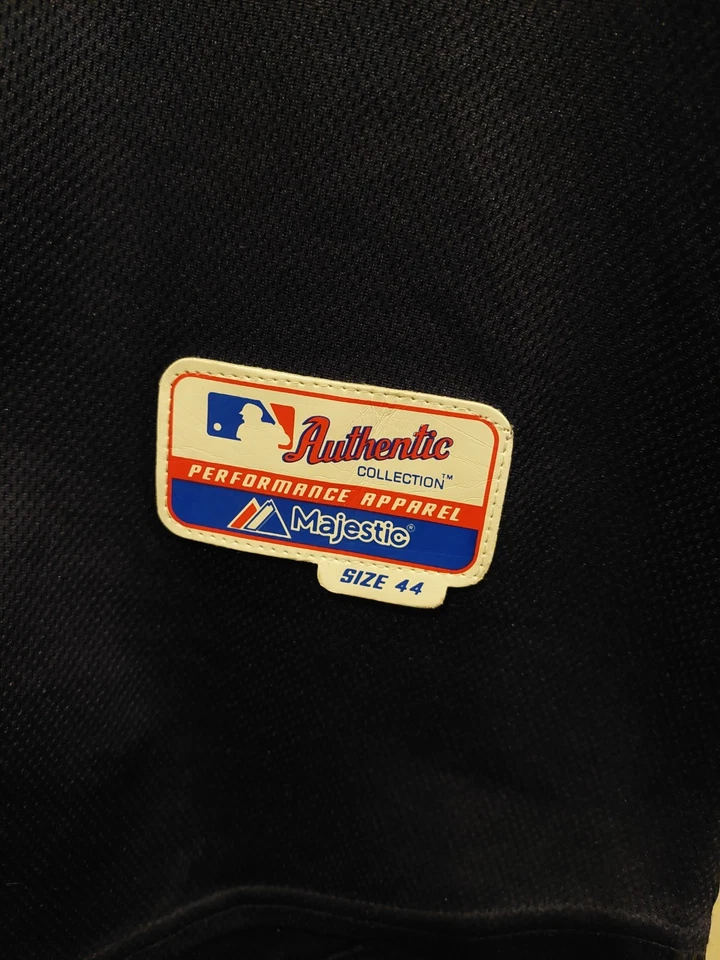 Authentic
COLLECTION™
PERFORMANCE APPAREL
Majestic®
SIZE 44